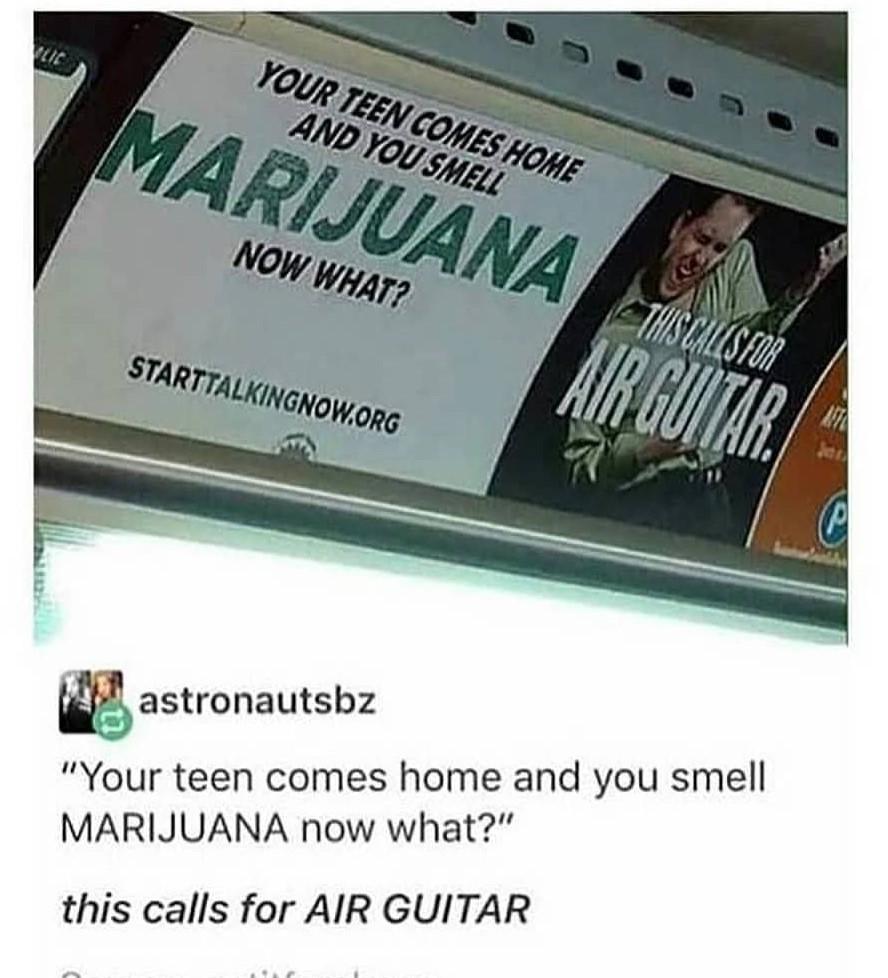 BLIC
YOUR TEEN COMES HOME
AND YOU SMELL
MARIJUANA
NOW WHAT?
STARTTALKINGNOW.ORG
THIS CALLS FOR
AIR GUITAR.
P
astronautsbz
"Your teen comes home and you smell
MARIJUANA now what?"
this calls for AIR GUITAR